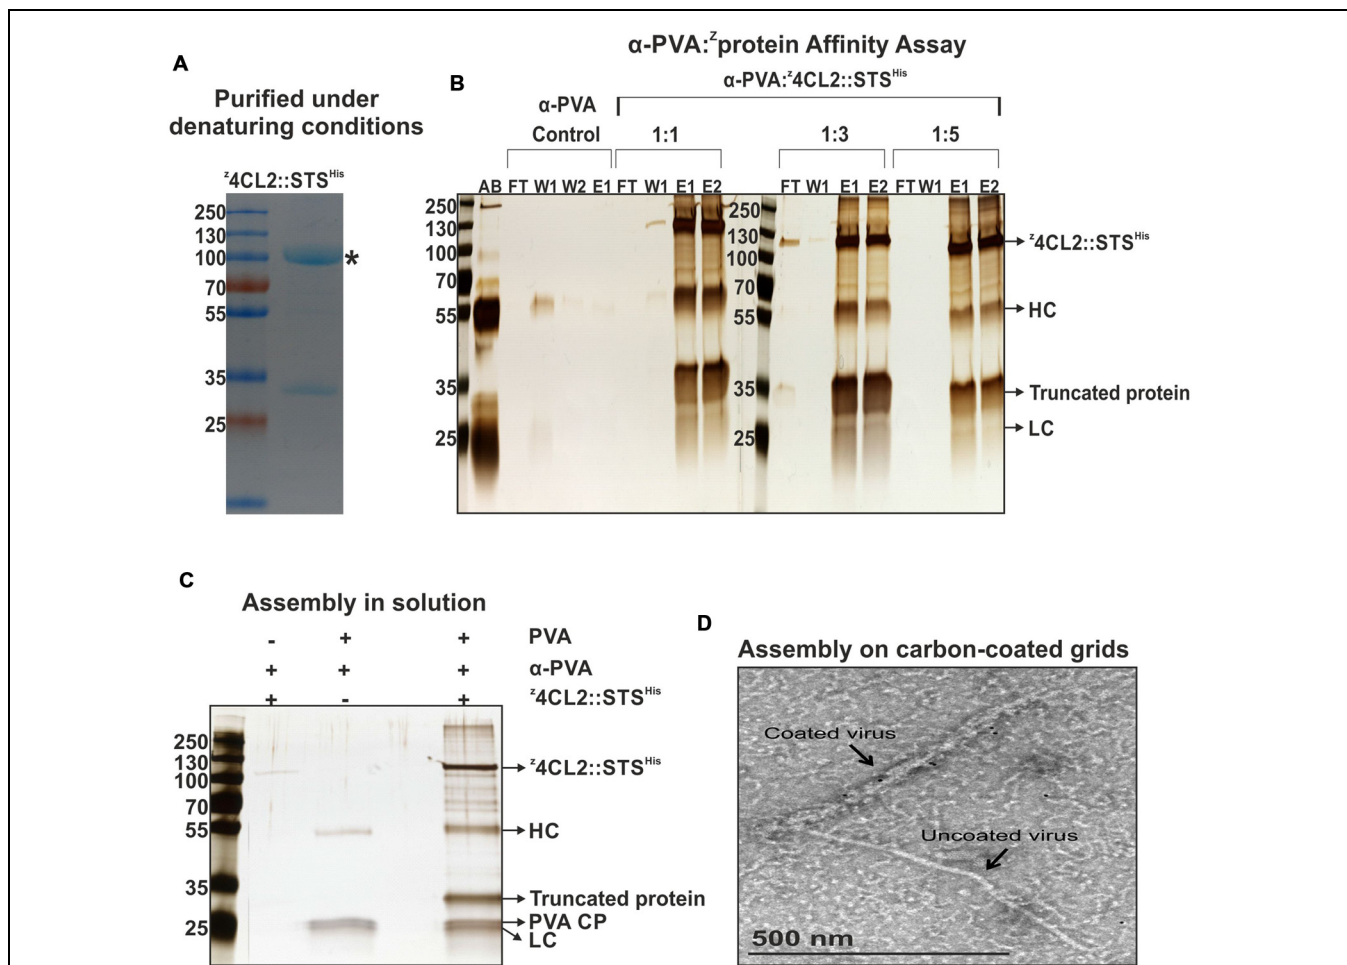 A
Purified under
denaturing conditions
ᶻ4CL2::STSᴴⁱˢ
250
130
100
70
55
35
25
*
α-PVA:ᶻprotein Affinity Assay
B
α-PVA:ᶻ4CL2::STSᴴⁱˢ
α-PVA
Control 1:1 1:3 1:5
AB FT W1 W2 E1 FT W1 E1 E2 FT W1 E1 E2 FT W1 E1 E2
250
130
100
70
55
35
25
250
130
100
70
55
35
25
ᶻ4CL2::STSᴴⁱˢ
HC
Truncated protein
LC
C
Assembly in solution
- + + PVA
+ + + α-PVA
+ - + ᶻ4CL2::STSᴴⁱˢ
250
130
100
70
55
35
25
ᶻ4CL2::STSᴴⁱˢ
HC
Truncated protein
PVA CP
LC
D
Assembly on carbon-coated grids
Coated virus
Uncoated virus
500 nm